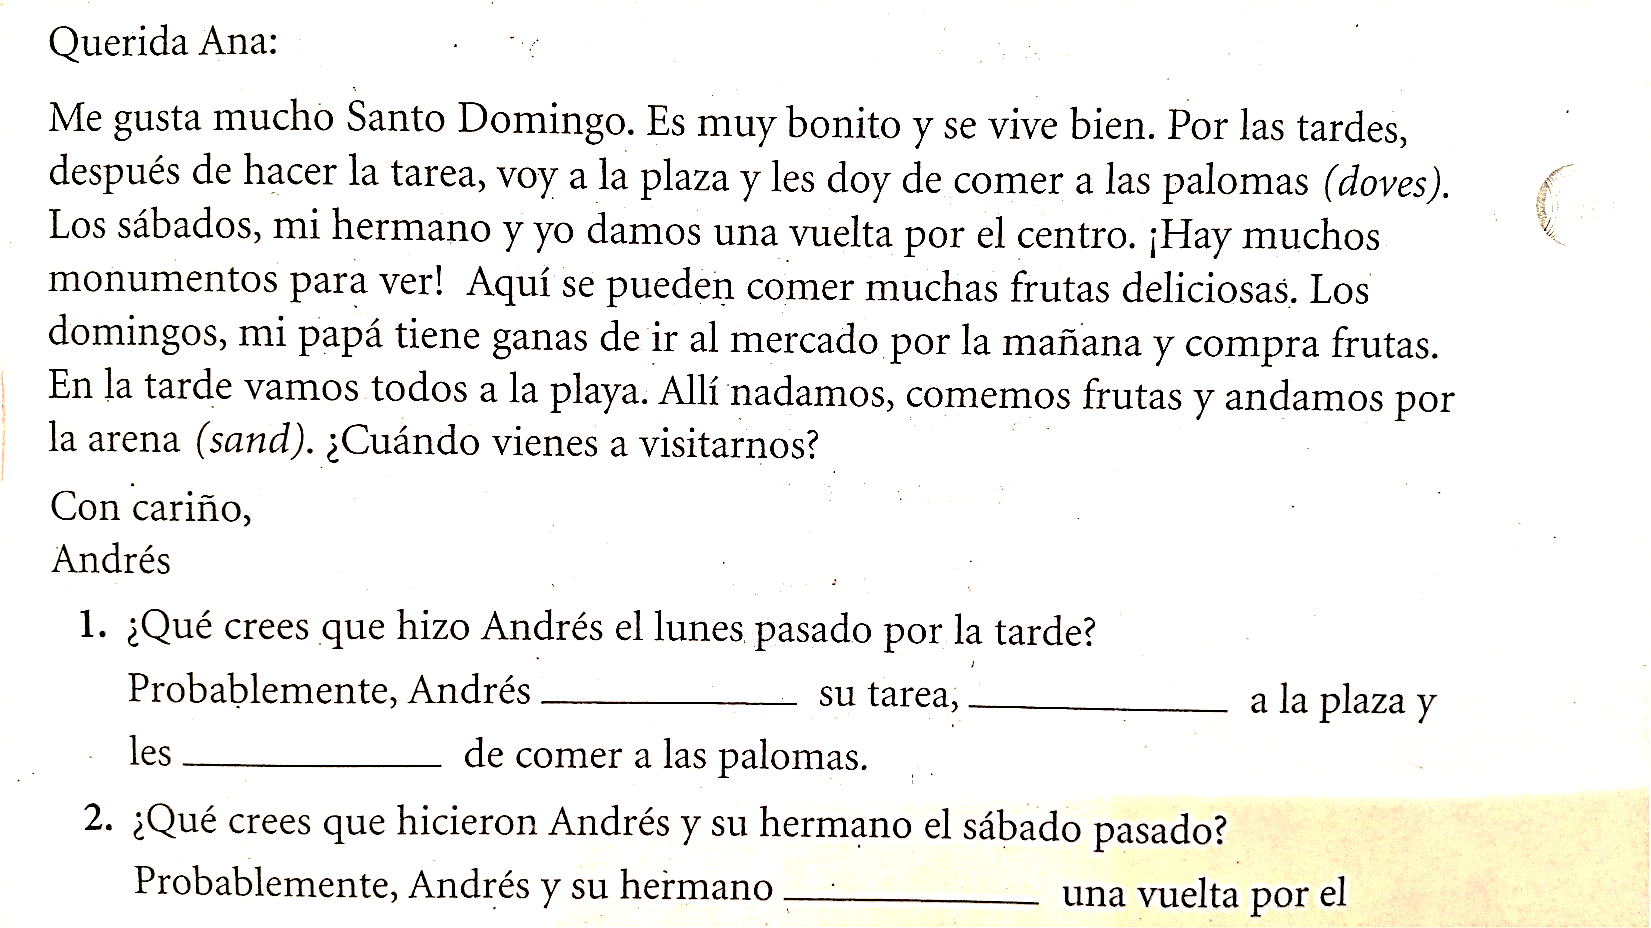 Querida Ana:
Me gusta mucho Santo Domingo. Es muy bonito y se vive bien. Por las tardes,
después de hacer la tarea, voy a la plaza y les doy de comer a las palomas (doves).
Los sábados, mi hermano y yo damos una vuelta por el centro. ¡Hay muchos
monumentos para ver! Aquí se pueden comer muchas frutas deliciosas. Los
domingos, mi papá tiene ganas de ir al mercado por la mañana y compra frutas.
En la tarde vamos todos a la playa. Allí nadamos, comemos frutas y andamos por
la arena (sand). ¿Cuándo vienes a visitarnos?
Con cariño,
Andrés
1. ¿Qué crees que hizo Andrés el lunes pasado por la tarde?
Probablemente, Andrés ____________ su tarea, ____________ a la plaza y
les ____________ de comer a las palomas.
2. ¿Qué crees que hicieron Andrés y su hermano el sábado pasado?
Probablemente, Andrés y su hermano ____________ una vuelta por el